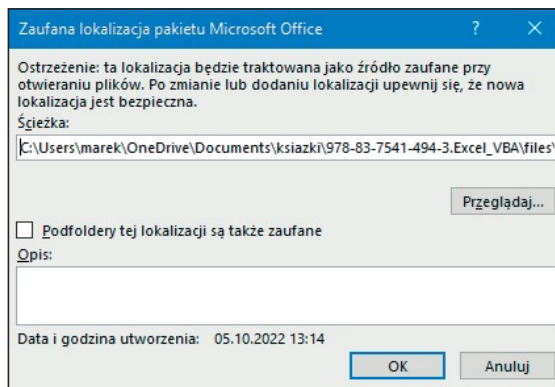 Zaufana lokalizacja pakietu Microsoft Office ? ×
Ostrzeżenie: ta lokalizacja będzie traktowana jako źródło zaufane przy
otwieraniu plików. Po zmianie lub dodaniu lokalizacji upewnij się, że nowa
lokalizacja jest bezpieczna.
Ścieżka:
C:\Users\marek\OneDrive\Documents\ksiazki\978-83-7541-494-3.Excel_VBA\files\
Przeglądaj...
Podfoldery tej lokalizacji są także zaufane
Opis:
Data i godzina utworzenia: 05.10.2022 13:14
OK Anuluj